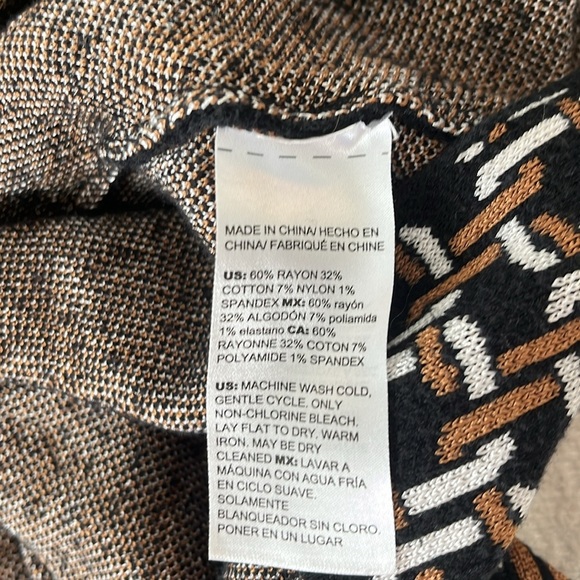 MADE IN CHINA/ HECHO EN
CHINA/ FABRIQUÉ EN CHINE
US: 60% RAYON 32%
COTTON 7% NYLON 1%
SPANDEX MX: 60% rayón
32% ALGODÓN 7% poliamida
1% elastano CA: 60%
RAYONNE 32% COTON 7%
POLYAMIDE 1% SPANDEX
US: MACHINE WASH COLD,
GENTLE CYCLE. ONLY
NON-CHLORINE BLEACH.
LAY FLAT TO DRY. WARM
IRON. MAY BE DRY
CLEANED MX: LAVAR A
MÁQUINA CON AGUA FRÍA
EN CICLO SUAVE.
SOLAMENTE
BLANQUEADOR SIN CLORO.
PONER EN UN LUGAR